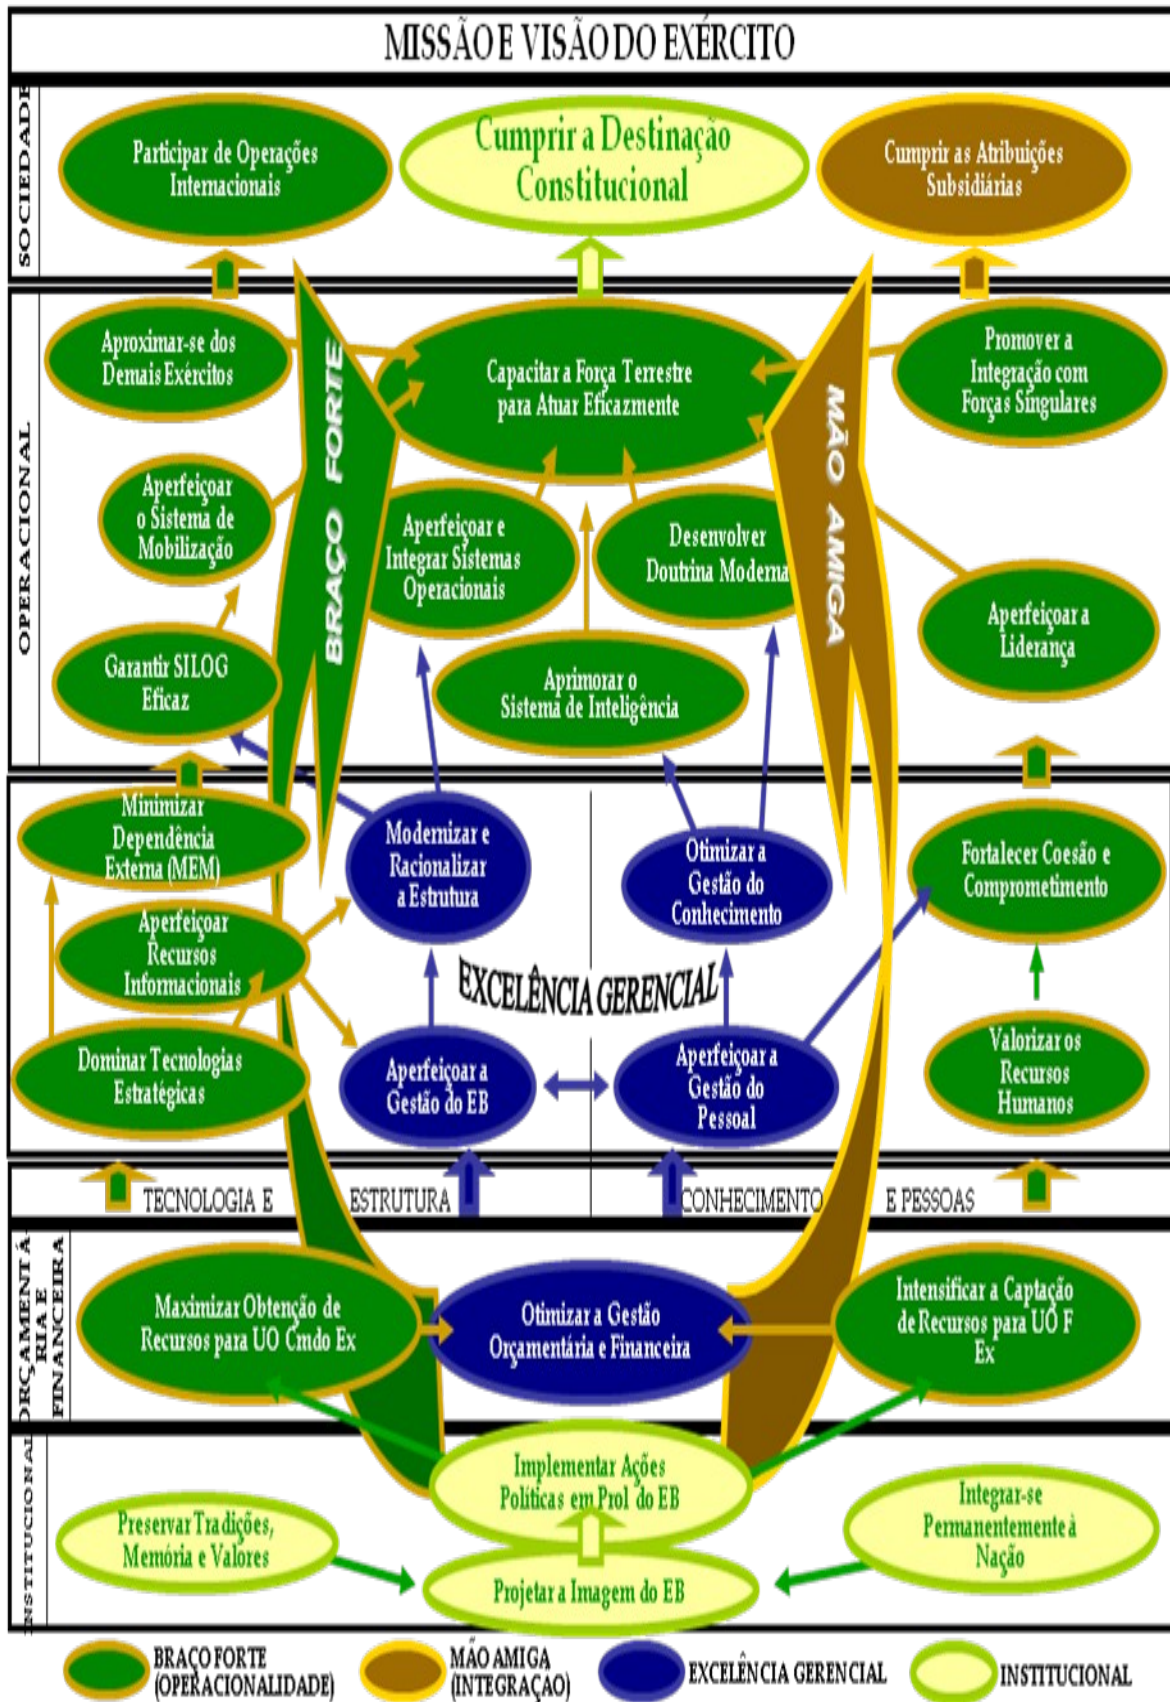 MISSÃO E VISÃO DO EXÉRCITO
SOCIEDADE
Participar de Operações
Internacionais
Cumprir a Destinação
Constitucional
Cumprir as Atribuições
Subsidiárias
OPERACIONAL
Aproximar-se dos
Demais Exércitos
Capacitar a Força Terrestre
para Atuar Eficazmente
Promover a
Integração com
Forças Singulares
BRAÇO FORTE
MÃO AMIGA
Aperfeiçoar
o Sistema de
Mobilização
Aperfeiçoar e
Integrar Sistemas
Operacionais
Desenvolver
Doutrina Moderna
Aperfeiçoar a
Liderança
Garantir SILOG
Eficaz
Aprimorar o
Sistema de Inteligência
Minimizar
Dependência
Externa (MEM)
Modernizar e
Racionalizar
a Estrutura
Otimizar a
Gestão do
Conhecimento
Fortalecer Coesão e
Comprometimento
Aperfeiçoar
Recursos
Informacionais
EXCELÊNCIA GERENCIAL
Dominar Tecnologias
Estratégicas
Aperfeiçoar a
Gestão do EB
Aperfeiçoar a
Gestão do
Pessoal
Valorizar os
Recursos
Humanos
TECNOLOGIA E ESTRUTURA
CONHECIMENTO E PESSOAS
ORÇAMENTÁ-
RIA E
FINANCEIRA
Maximizar Obtenção de
Recursos para UO Cmdo Ex
Otimizar a Gestão
Orçamentária e Financeira
Intensificar a Captação
de Recursos para UO F
Ex
INSTITUCIONAL
Implementar Ações
Políticas em Prol do EB
Preservar Tradições,
Memória e Valores
Integrar-se
Permanentemente à
Nação
Projetar a Imagem do EB
BRAÇO FORTE
(OPERACIONALIDADE)
MÃO AMIGA
(INTEGRAÇAO)
EXCELÊNCIA GERENCIAL
INSTITUCIONAL